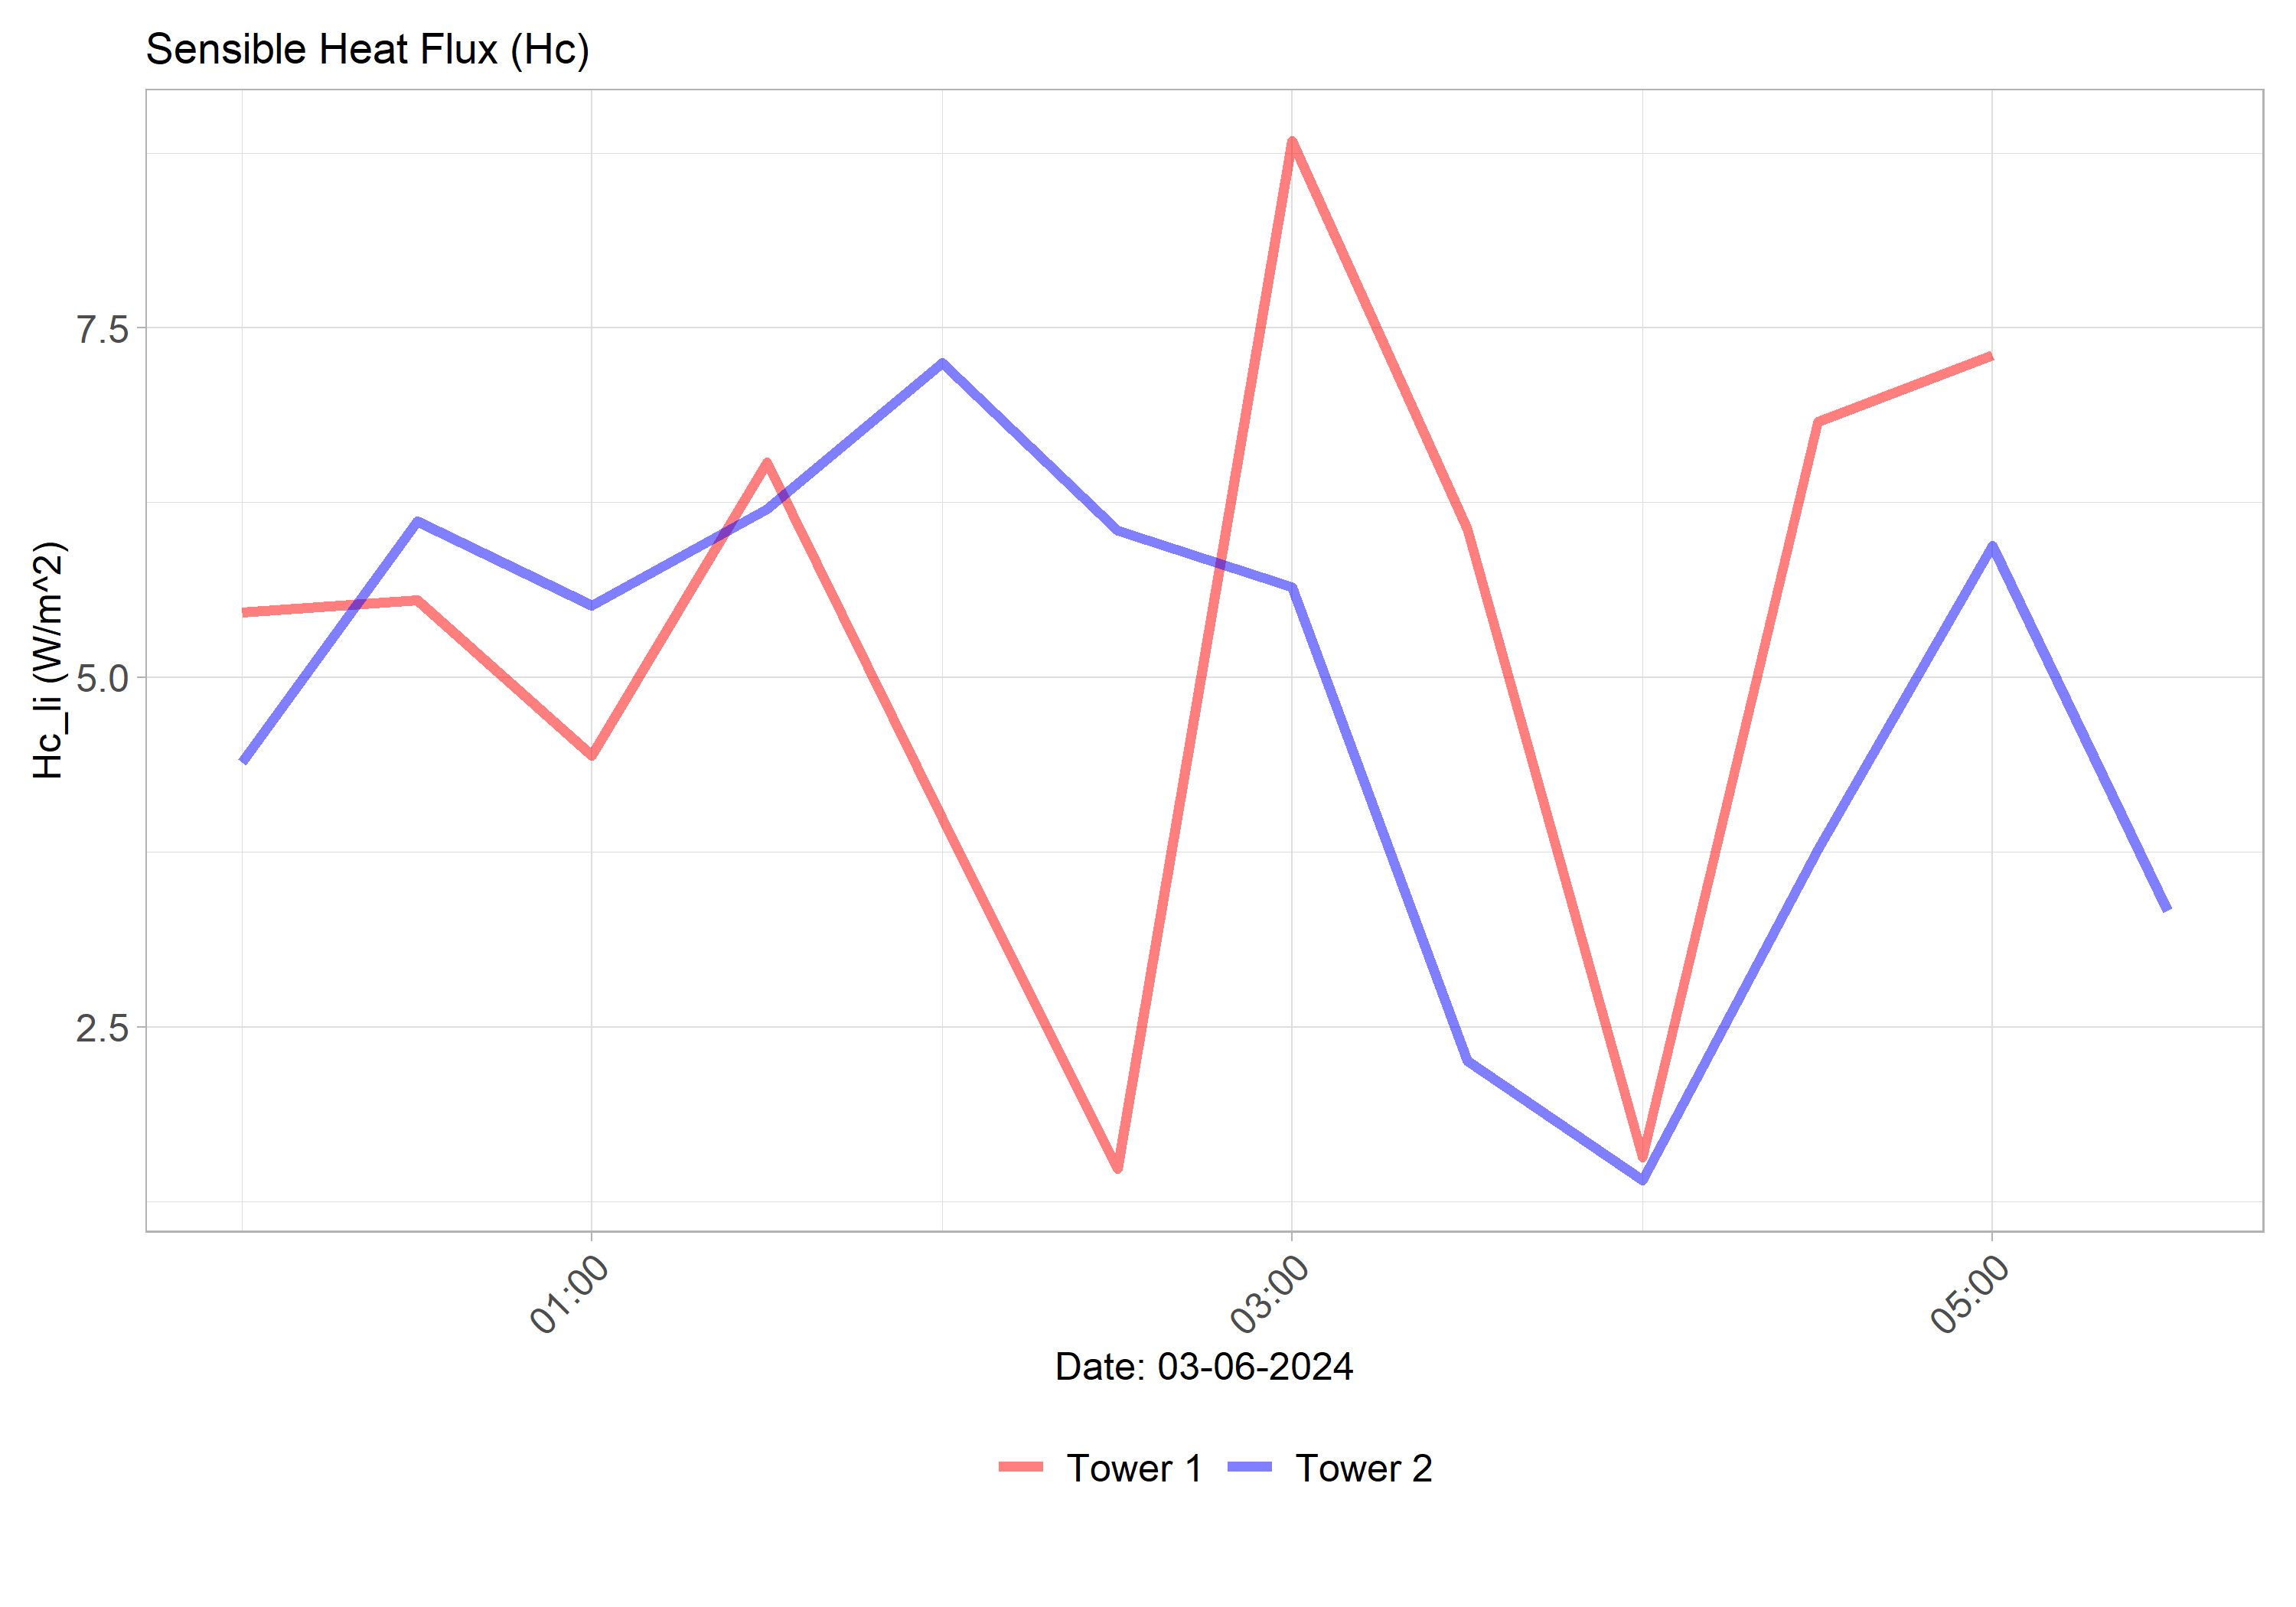 Sensible Heat Flux (Hc)
Hc_li (W/m^2)
7.5
5.0
2.5
01:00
03:00
05:00
Date: 03-06-2024
Tower 1
Tower 2